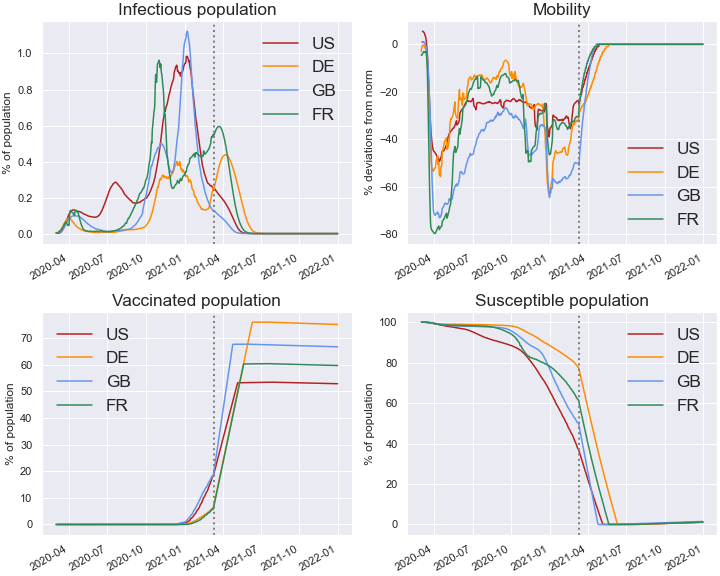 Infectious population
% of population
1.0
0.8
0.6
0.4
0.2
0.0
US
DE
GB
FR
2020-04
2020-07
2020-10
2021-01
2021-04
2021-07
2021-10
2022-01
Mobility
% deviations from norm
0
−20
−40
−60
−80
US
DE
GB
FR
2020-04
2020-07
2020-10
2021-01
2021-04
2021-07
2021-10
2022-01
Vaccinated population
% of population
70
60
50
40
30
20
10
0
US
DE
GB
FR
2020-04
2020-07
2020-10
2021-01
2021-04
2021-07
2021-10
2022-01
Susceptible population
% of population
100
80
60
40
20
0
US
DE
GB
FR
2020-04
2020-07
2020-10
2021-01
2021-04
2021-07
2021-10
2022-01